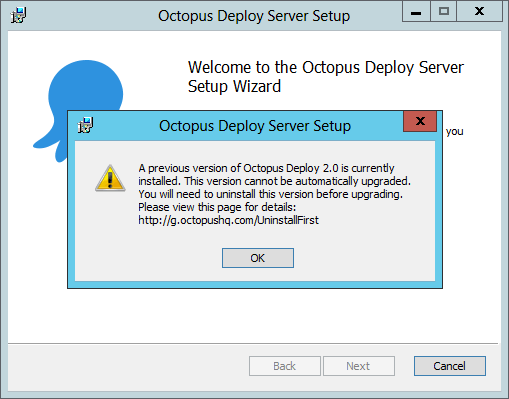 Octopus Deploy Server Setup
Welcome to the Octopus Deploy Server
Setup Wizard
you
Octopus Deploy Server Setup
A previous version of Octopus Deploy 2.0 is currently
installed. This version cannot be automatically upgraded.
You will need to uninstall this version before upgrading.
Please view this page for details:
http://g.octopushq.com/UninstallFirst
OK
Back Next Cancel